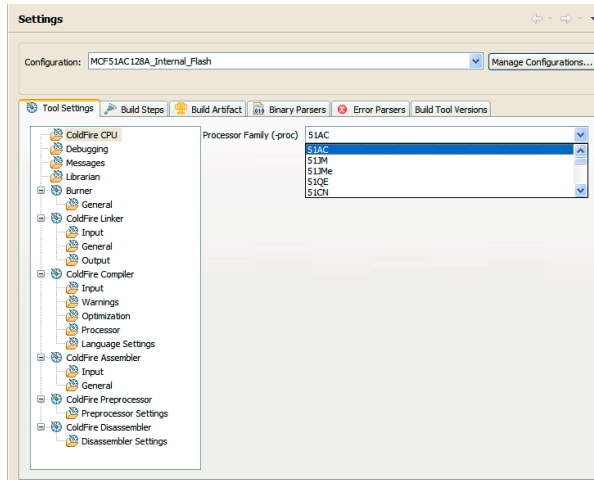 Settings
Configuration: MCF51AC128A_Internal_Flash Manage Configurations...
Tool Settings Build Steps Build Artifact Binary Parsers Error Parsers Build Tool Versions
ColdFire CPU Processor Family (-proc) 51AC
Debugging 51AC
Messages 51JM
Librarian 51JMe
Burner 51QE
General 51CN
ColdFire Linker
Input
General
Output
ColdFire Compiler
Input
Warnings
Optimization
Processor
Language Settings
ColdFire Assembler
Input
General
ColdFire Preprocessor
Preprocessor Settings
ColdFire Disassembler
Disassembler Settings